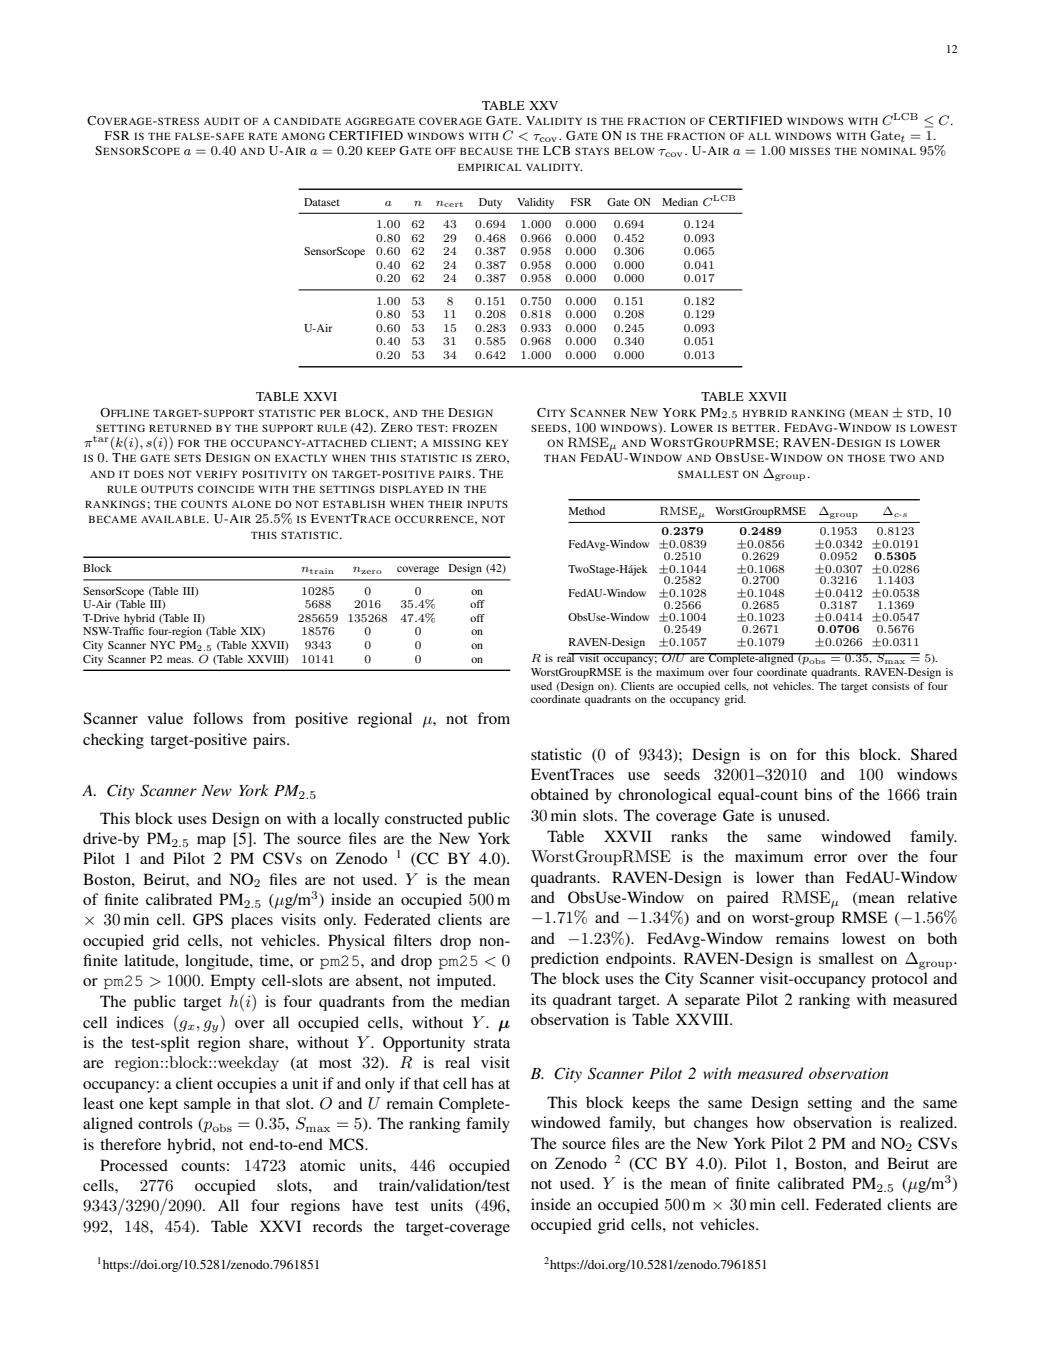 12
TABLE XXV
COVERAGE-STRESS AUDIT OF A CANDIDATE AGGREGATE COVERAGE GATE. VALIDITY IS THE FRACTION OF CERTIFIED WINDOWS WITH C^LCB ≤ C.
FSR IS THE FALSE-SAFE RATE AMONG CERTIFIED WINDOWS WITH C < τcov. GATE ON IS THE FRACTION OF ALL WINDOWS WITH Gate_t = 1.
SENSORSCOPE a = 0.40 AND U-AIR a = 0.20 KEEP GATE OFF BECAUSE THE LCB STAYS BELOW τcov. U-AIR a = 1.00 MISSES THE NOMINAL 95%
EMPIRICAL VALIDITY.
Dataset a n n_cert Duty Validity FSR Gate ON Median C^LCB
1.00 62 43 0.694 1.000 0.000 0.694 0.124
0.80 62 29 0.468 0.966 0.000 0.452 0.093
SensorScope 0.60 62 24 0.387 0.958 0.000 0.306 0.065
0.40 62 24 0.387 0.958 0.000 0.000 0.041
0.20 62 24 0.387 0.958 0.000 0.000 0.017
1.00 53 8 0.151 0.750 0.000 0.151 0.182
0.80 53 11 0.208 0.818 0.000 0.208 0.129
U-Air 0.60 53 15 0.283 0.933 0.000 0.245 0.093
0.40 53 31 0.585 0.968 0.000 0.340 0.051
0.20 53 34 0.642 1.000 0.000 0.000 0.013
TABLE XXVI
OFFLINE TARGET-SUPPORT STATISTIC PER BLOCK, AND THE DESIGN
SETTING RETURNED BY THE SUPPORT RULE (42). ZERO TEST: FROZEN
π^tar(k(i), s(i)) FOR THE OCCUPANCY-ATTACHED CLIENT; A MISSING KEY
IS 0. THE GATE SETS DESIGN ON EXACTLY WHEN THIS STATISTIC IS ZERO,
AND IT DOES NOT VERIFY POSITIVITY ON TARGET-POSITIVE PAIRS. THE
RULE OUTPUTS COINCIDE WITH THE SETTINGS DISPLAYED IN THE
RANKINGS; THE COUNTS ALONE DO NOT ESTABLISH WHEN THEIR INPUTS
BECAME AVAILABLE. U-AIR 25.5% IS EVENTTRACE OCCURRENCE, NOT
THIS STATISTIC.
Block n_train n_zero coverage Design (42)
SensorScope (Table III) 10285 0 0 on
U-Air (Table III) 5688 2016 35.4% off
T-Drive hybrid (Table II) 285659 135268 47.4% off
NSW-Traffic four-region (Table XIX) 18576 0 0 on
City Scanner NYC PM2.5 (Table XXVII) 9343 0 0 on
City Scanner P2 meas. O (Table XXVIII) 10141 0 0 on
Scanner value follows from positive regional μ, not from
checking target-positive pairs.
A. City Scanner New York PM2.5
This block uses Design on with a locally constructed public
drive-by PM2.5 map [5]. The source files are the New York
Pilot 1 and Pilot 2 PM CSVs on Zenodo 1 (CC BY 4.0).
Boston, Beirut, and NO2 files are not used. Y is the mean
of finite calibrated PM2.5 (μg/m³) inside an occupied 500 m
× 30 min cell. GPS places visits only. Federated clients are
occupied grid cells, not vehicles. Physical filters drop non-
finite latitude, longitude, time, or pm25, and drop pm25 < 0
or pm25 > 1000. Empty cell-slots are absent, not imputed.
The public target h(i) is four quadrants from the median
cell indices (gx, gy) over all occupied cells, without Y. μ
is the test-split region share, without Y. Opportunity strata
are region::block::weekday (at most 32). R is real visit
occupancy: a client occupies a unit if and only if that cell has at
least one kept sample in that slot. O and U remain Complete-
aligned controls (p_obs = 0.35, S_max = 5). The ranking family
is therefore hybrid, not end-to-end MCS.
Processed counts: 14723 atomic units, 446 occupied
cells, 2776 occupied slots, and train/validation/test
9343/3290/2090. All four regions have test units (496,
992, 148, 454). Table XXVI records the target-coverage
1https://doi.org/10.5281/zenodo.7961851
TABLE XXVII
CITY SCANNER NEW YORK PM2.5 HYBRID RANKING (MEAN ± STD, 10
SEEDS, 100 WINDOWS). LOWER IS BETTER. FEDAVG-WINDOW IS LOWEST
ON RMSEμ AND WORSTGROUPRMSE; RAVEN-DESIGN IS LOWER
THAN FEDAU-WINDOW AND OBSUSE-WINDOW ON THOSE TWO AND
SMALLEST ON Δgroup.
Method RMSEμ WorstGroupRMSE Δgroup Δc-s
0.2379 0.2489 0.1953 0.8123
FedAvg-Window ±0.0839 ±0.0856 ±0.0342 ±0.0191
0.2510 0.2629 0.0952 0.5305
TwoStage-Hájek ±0.1044 ±0.1068 ±0.0307 ±0.0286
0.2582 0.2700 0.3216 1.1403
FedAU-Window ±0.1028 ±0.1048 ±0.0412 ±0.0538
0.2566 0.2685 0.3187 1.1369
ObsUse-Window ±0.1004 ±0.1023 ±0.0414 ±0.0547
0.2549 0.2671 0.0706 0.5676
RAVEN-Design ±0.1057 ±0.1079 ±0.0266 ±0.0311
R is real visit occupancy; O/U are Complete-aligned (p_obs = 0.35, S_max = 5).
WorstGroupRMSE is the maximum over four coordinate quadrants. RAVEN-Design is
used (Design on). Clients are occupied cells, not vehicles. The target consists of four
coordinate quadrants on the occupancy grid.
statistic (0 of 9343); Design is on for this block. Shared
EventTraces use seeds 32001–32010 and 100 windows
obtained by chronological equal-count bins of the 1666 train
30 min slots. The coverage Gate is unused.
Table XXVII ranks the same windowed family.
WorstGroupRMSE is the maximum error over the four
quadrants. RAVEN-Design is lower than FedAU-Window
and ObsUse-Window on paired RMSEμ (mean relative
−1.71% and −1.34%) and on worst-group RMSE (−1.56%
and −1.23%). FedAvg-Window remains lowest on both
prediction endpoints. RAVEN-Design is smallest on Δgroup.
The block uses the City Scanner visit-occupancy protocol and
its quadrant target. A separate Pilot 2 ranking with measured
observation is Table XXVIII.
B. City Scanner Pilot 2 with measured observation
This block keeps the same Design setting and the same
windowed family, but changes how observation is realized.
The source files are the New York Pilot 2 PM and NO2 CSVs
on Zenodo 2 (CC BY 4.0). Pilot 1, Boston, and Beirut are
not used. Y is the mean of finite calibrated PM2.5 (μg/m³)
inside an occupied 500 m × 30 min cell. Federated clients are
occupied grid cells, not vehicles.
2https://doi.org/10.5281/zenodo.7961851